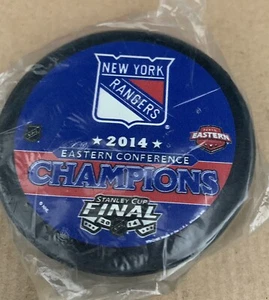 NEW YORK
RANGERS
★ 2014 ★
EASTERN
EASTERN CONFERENCE
CHAMPIONS
STANLEY CUP
FINAL